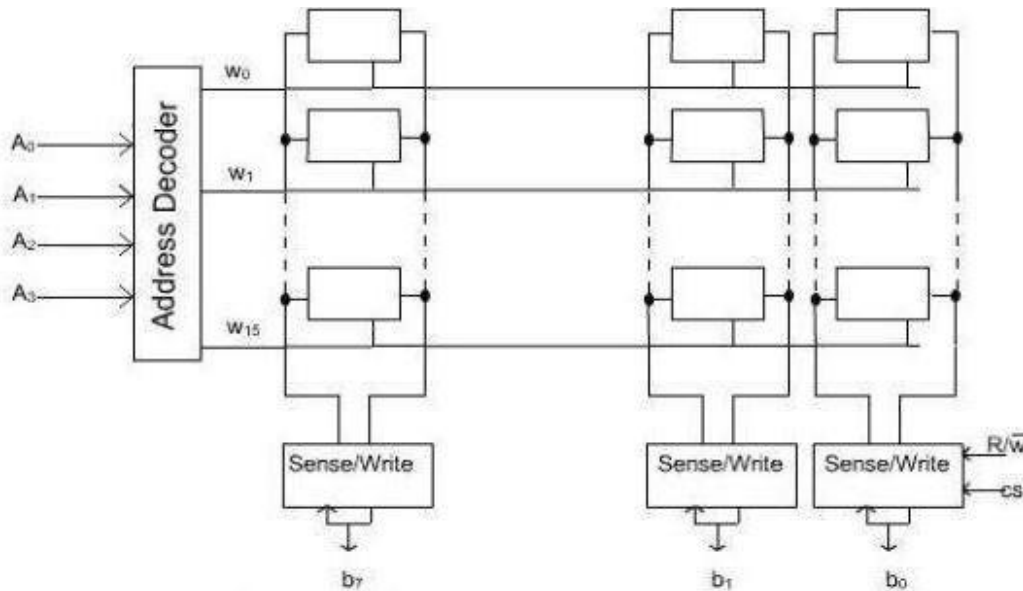 w₀
A₀
A₁
A₂
A₃
Address Decoder
w₁
w₁₅
Sense/Write
Sense/Write
Sense/Write
R/w̅
cs
b₇
b₁
b₀